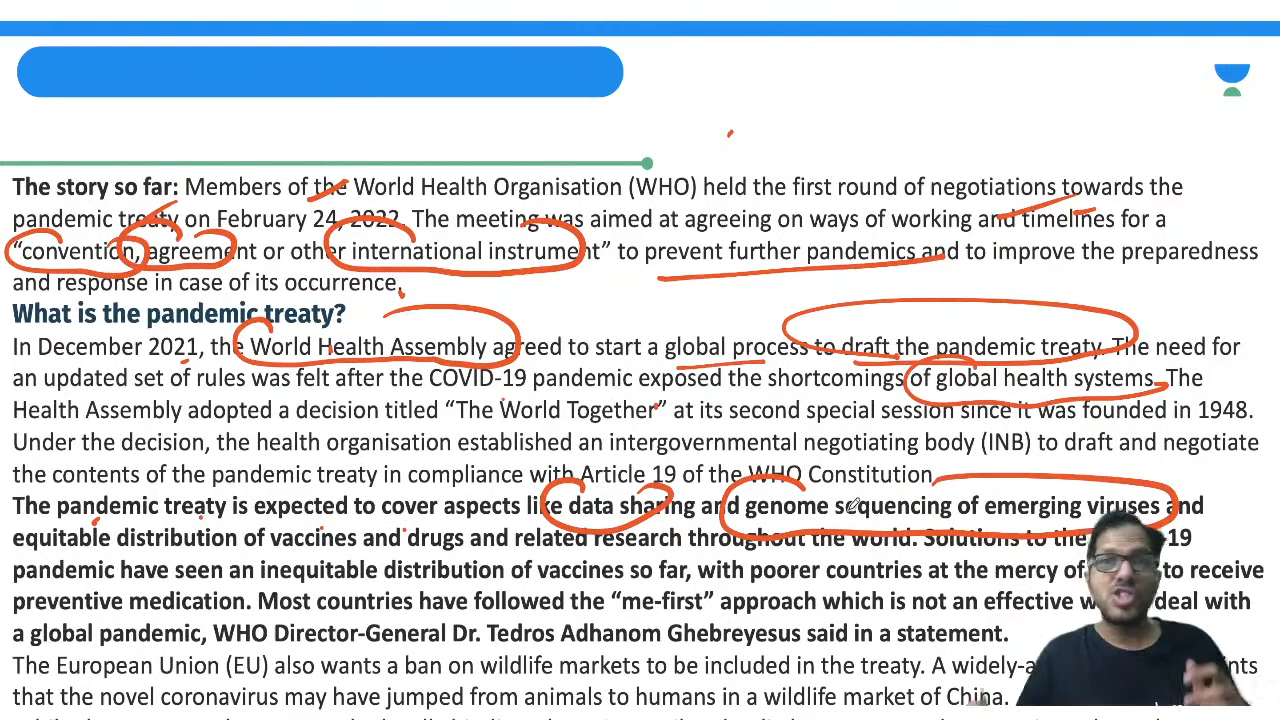 The story so far: Members of the World Health Organisation (WHO) held the first round of negotiations towards the
pandemic treaty on February 24, 2022. The meeting was aimed at agreeing on ways of working and timelines for a
“convention, agreement or other international instrument” to prevent further pandemics and to improve the preparedness
and response in case of its occurrence.
What is the pandemic treaty?
In December 2021, the World Health Assembly agreed to start a global process to draft the pandemic treaty. The need for
an updated set of rules was felt after the COVID-19 pandemic exposed the shortcomings of global health systems. The
Health Assembly adopted a decision titled “The World Together” at its second special session since it was founded in 1948.
Under the decision, the health organisation established an intergovernmental negotiating body (INB) to draft and negotiate
the contents of the pandemic treaty in compliance with Article 19 of the WHO Constitution
The pandemic treaty is expected to cover aspects like data sharing and genome sequencing of emerging viruses and
equitable distribution of vaccines and drugs and related research throughout the world. Solutions to the -19
pandemic have seen an inequitable distribution of vaccines so far, with poorer countries at the mercy of to receive
preventive medication. Most countries have followed the “me-first” approach which is not an effective deal with
a global pandemic, WHO Director-General Dr. Tedros Adhanom Ghebreyesus said in a statement.
The European Union (EU) also wants a ban on wildlife markets to be included in the treaty. A
that the novel coronavirus may have jumped from animals to humans in a wildlife market of China.